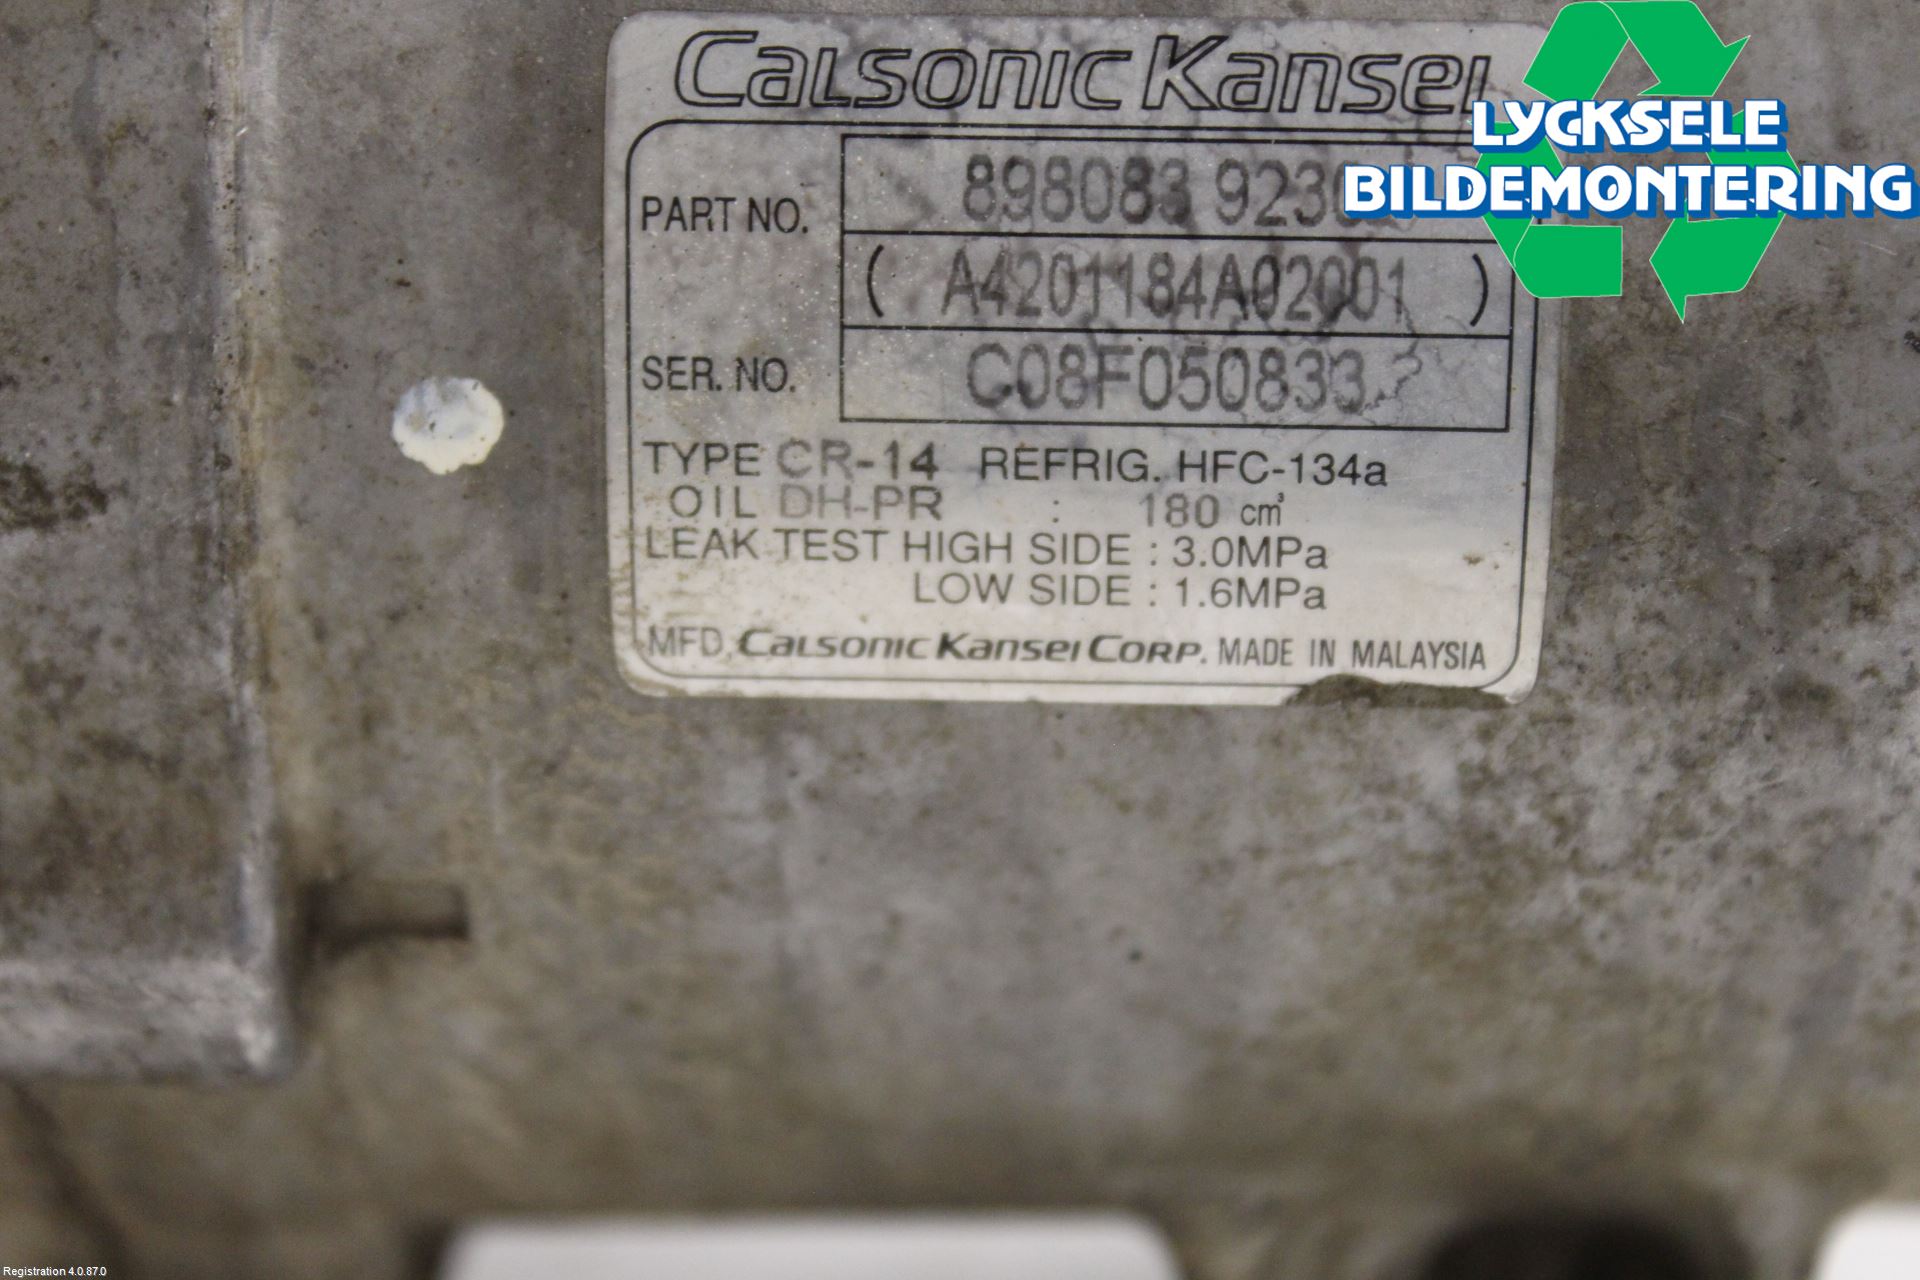 Calsonic Kansei
LYCKSELE
BILDEMONTERING
PART NO. 898083
( A4201184A02001 )
SER. NO. C08F050833
TYPE CR-14 REFRIG. HFC-134a
OIL DH-PR : 180 cm³
LEAK TEST HIGH SIDE : 3.0MPa
LOW SIDE : 1.6MPa
MFD. Calsonic Kansei Corp. MADE IN MALAYSIA
Registration 4.0.87.0